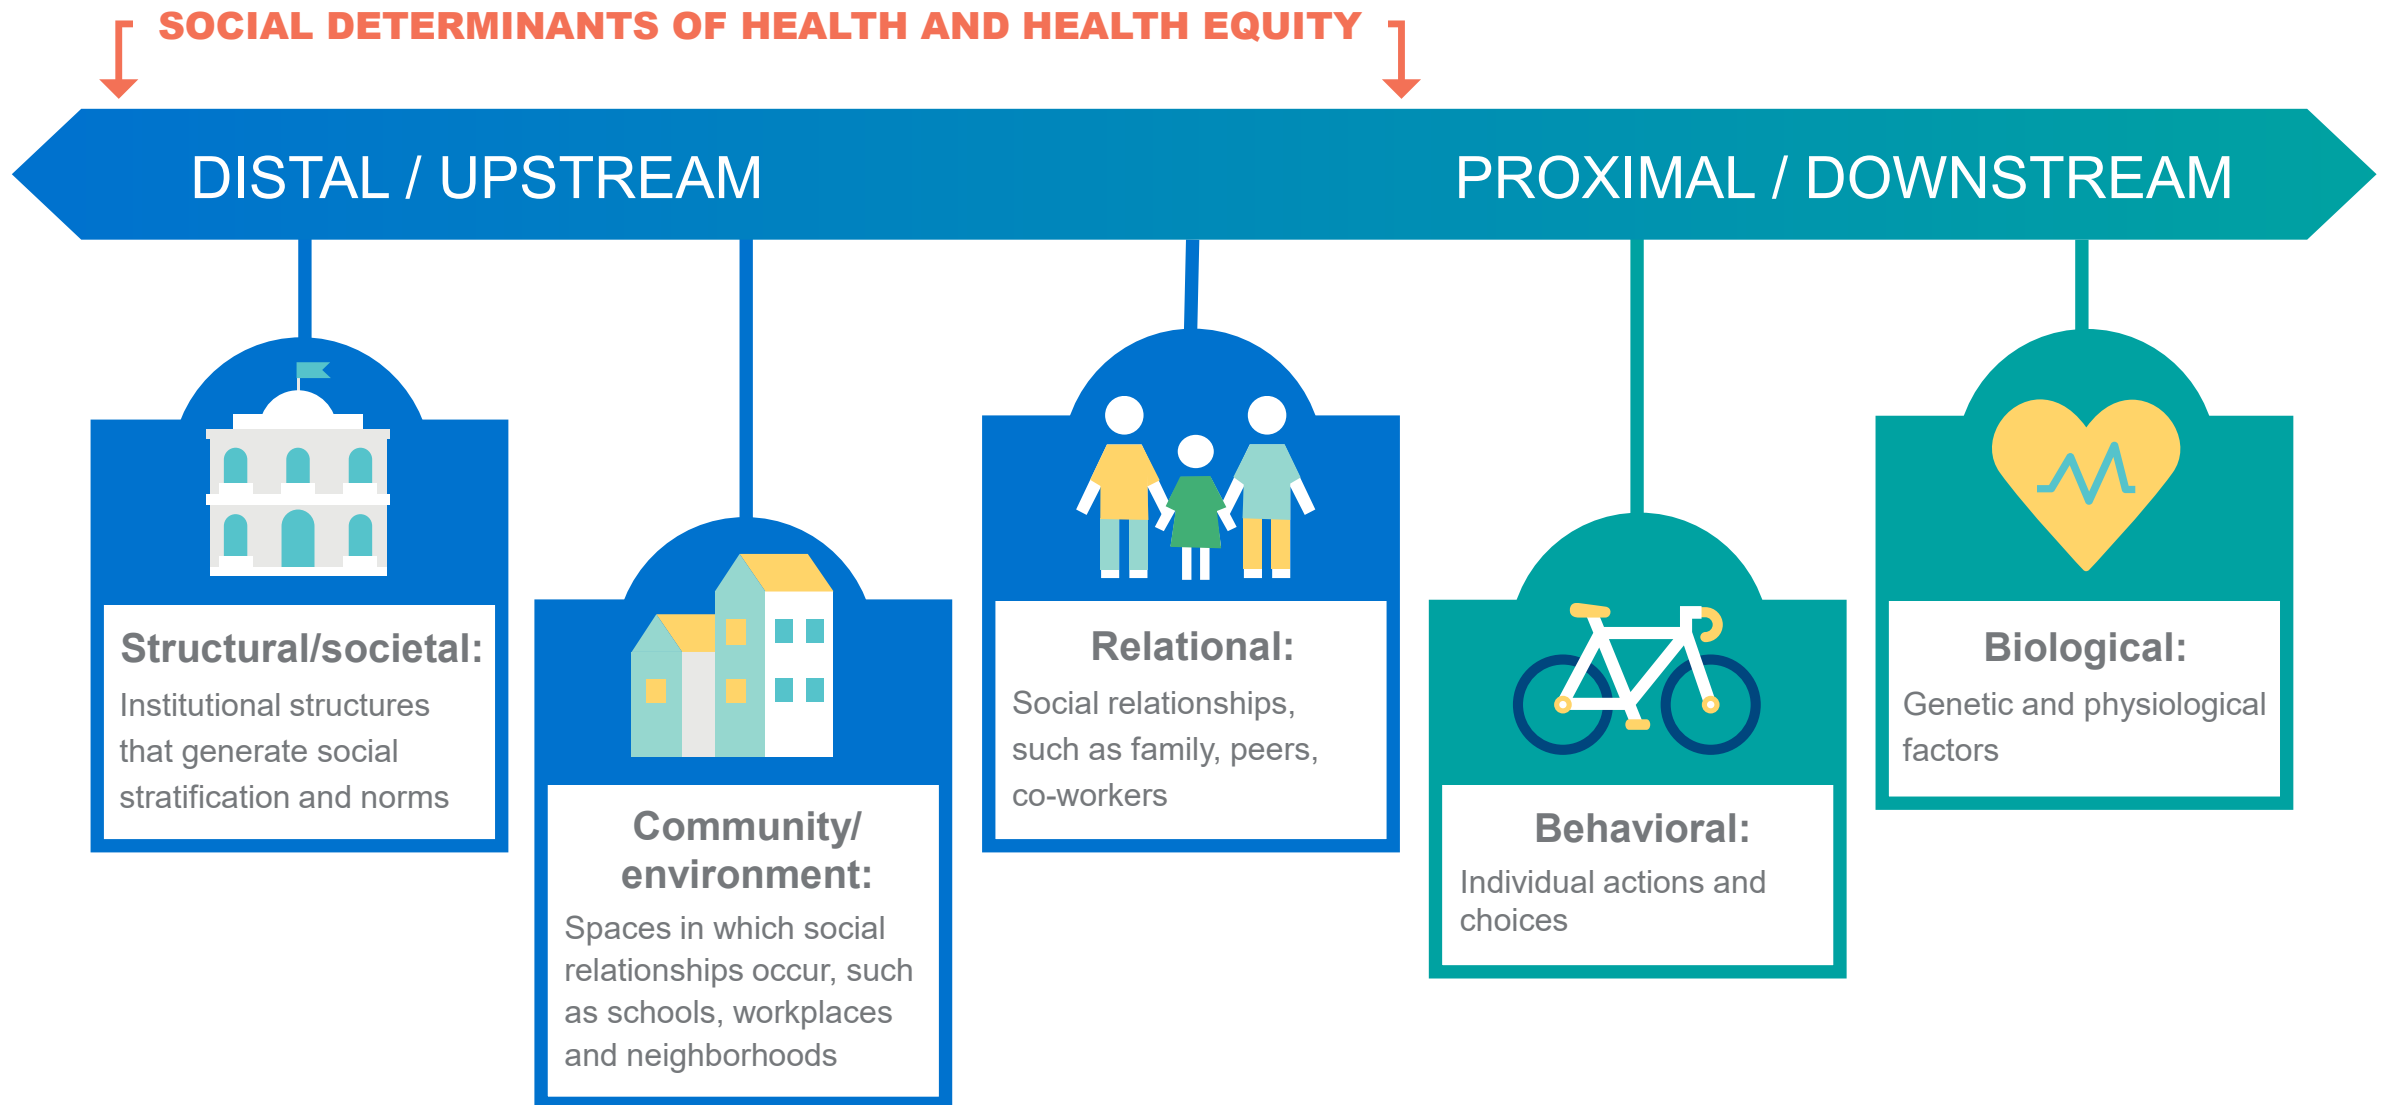 SOCIAL DETERMINANTS OF HEALTH AND HEALTH EQUITY
DISTAL / UPSTREAM
PROXIMAL / DOWNSTREAM
Structural/societal:
Institutional structures
that generate social
stratification and norms
Community/
environment:
Spaces in which social
relationships occur, such
as schools, workplaces
and neighborhoods
Relational:
Social relationships,
such as family, peers,
co-workers
Behavioral:
Individual actions and
choices
Biological:
Genetic and physiological
factors